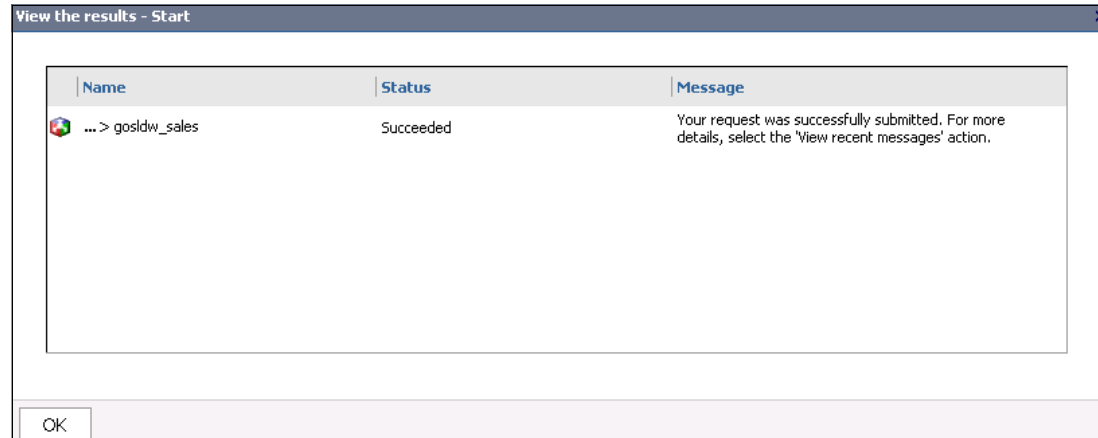 View the results - Start
Name Status Message
...> gosldw_sales Succeeded Your request was successfully submitted. For more
details, select the 'View recent messages' action.
OK